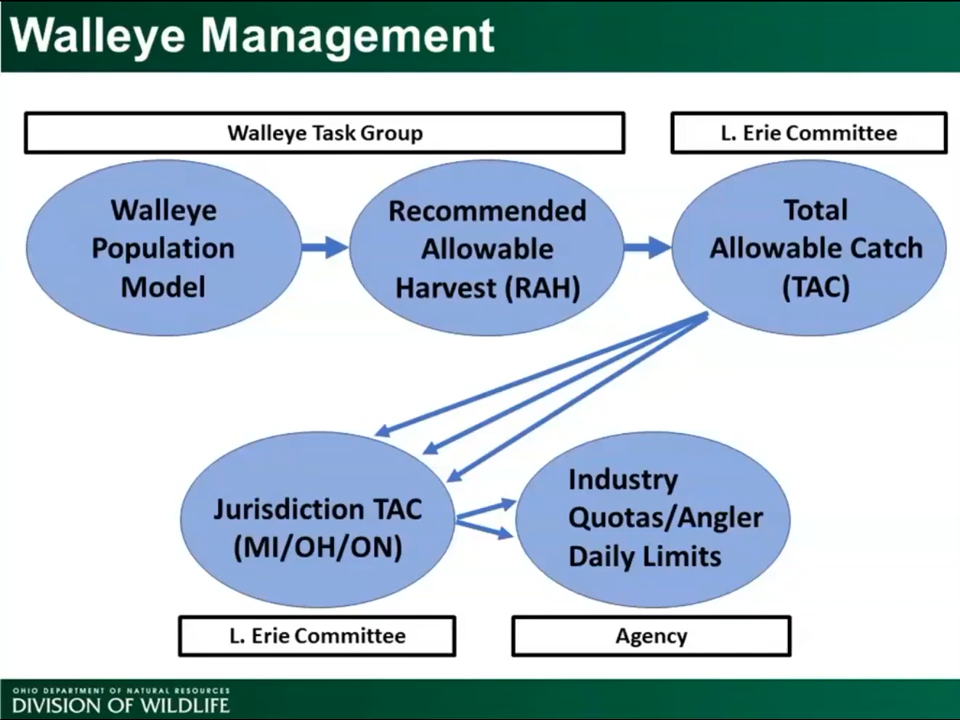 Walleye Management
Walleye Task Group
L. Erie Committee
Walleye
Population
Model
Recommended
Allowable
Harvest (RAH)
Total
Allowable Catch
(TAC)
Jurisdiction TAC
(MI/OH/ON)
Industry
Quotas/Angler
Daily Limits
L. Erie Committee
Agency
OHIO DEPARTMENT OF NATURAL RESOURCES
DIVISION OF WILDLIFE